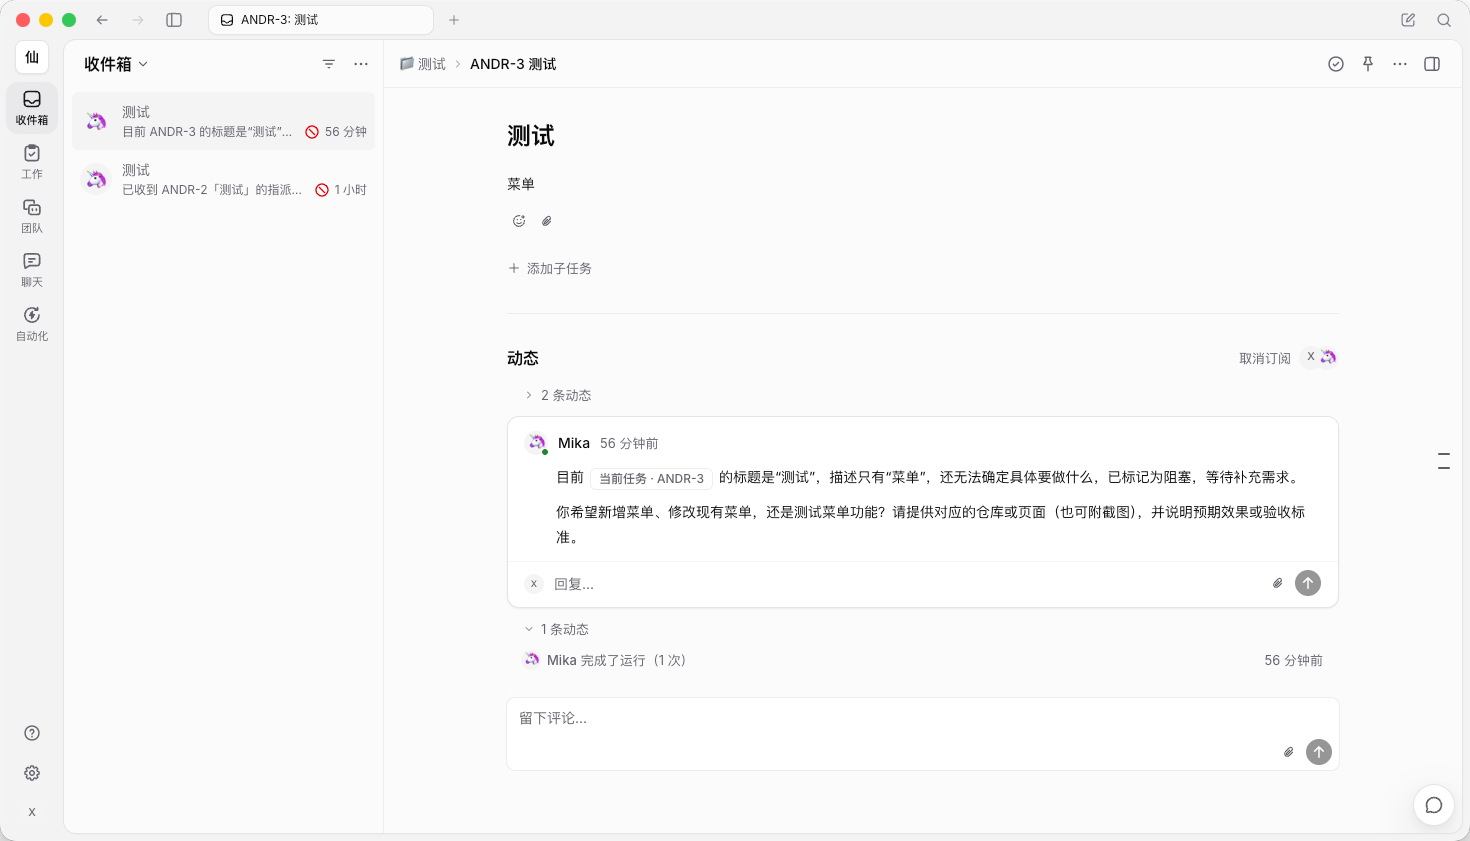 ANDR-3: 测试
仙
收件箱
工作
团队
聊天
自动化
X
收件箱
测试
目前 ANDR-3 的标题是“测试”...
56 分钟
测试
已收到 ANDR-2「测试」的指派...
1 小时
测试
ANDR-3 测试
测试
菜单
添加子任务
动态
取消订阅
X
2 条动态
Mika 56 分钟前
目前 当前任务 · ANDR-3 的标题是“测试”，描述只有“菜单”，还无法确定具体要做什么，已标记为阻塞，等待补充需求。
你希望新增菜单、修改现有菜单，还是测试菜单功能？请提供对应的仓库或页面（也可附截图），并说明预期效果或验收标
准。
X 回复...
1 条动态
Mika 完成了运行（1 次） 56 分钟前
留下评论...